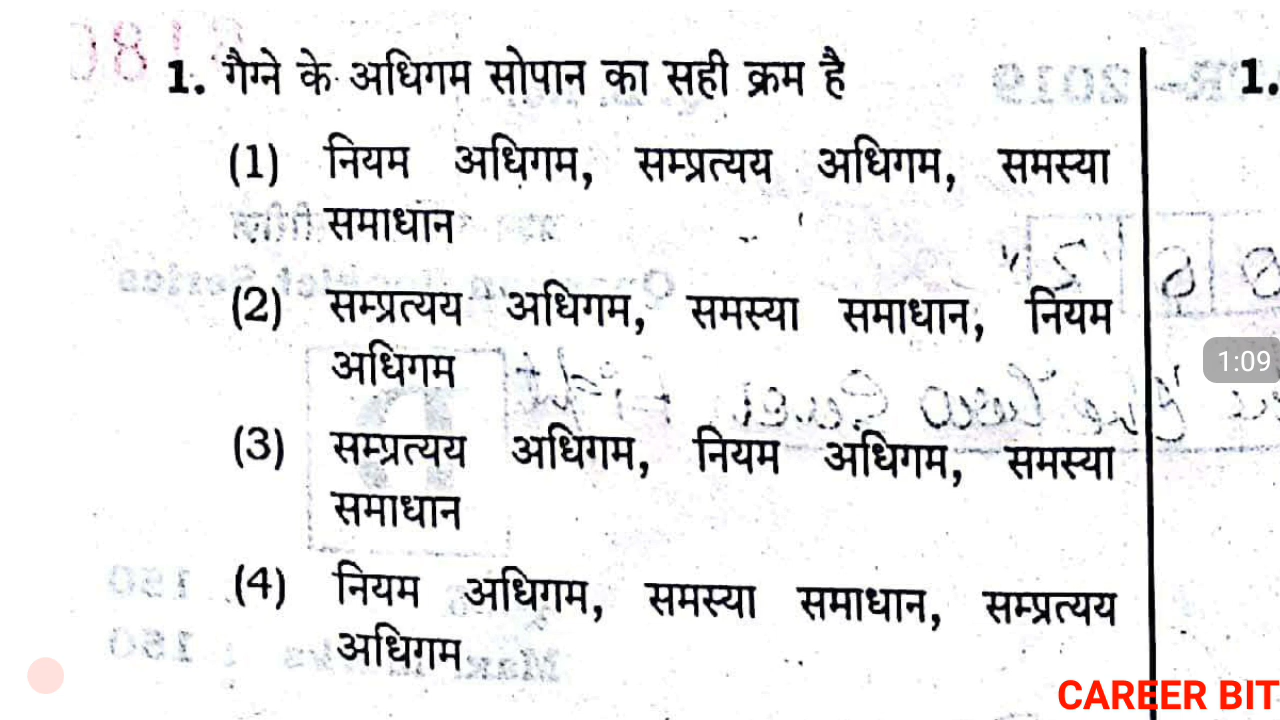 1. गैग्ने के अधिगम सोपान का सही क्रम है
1.
(1) नियम अधिगम, सम्प्रत्यय अधिगम, समस्या
समाधान
(2) सम्प्रत्यय अधिगम, समस्या समाधान, नियम
अधिगम
1:09
(3) सम्प्रत्यय अधिगम, नियम अधिगम, समस्या
समाधान
(4) नियम अधिगम, समस्या समाधान, सम्प्रत्यय
अधिगम
CAREER BIT